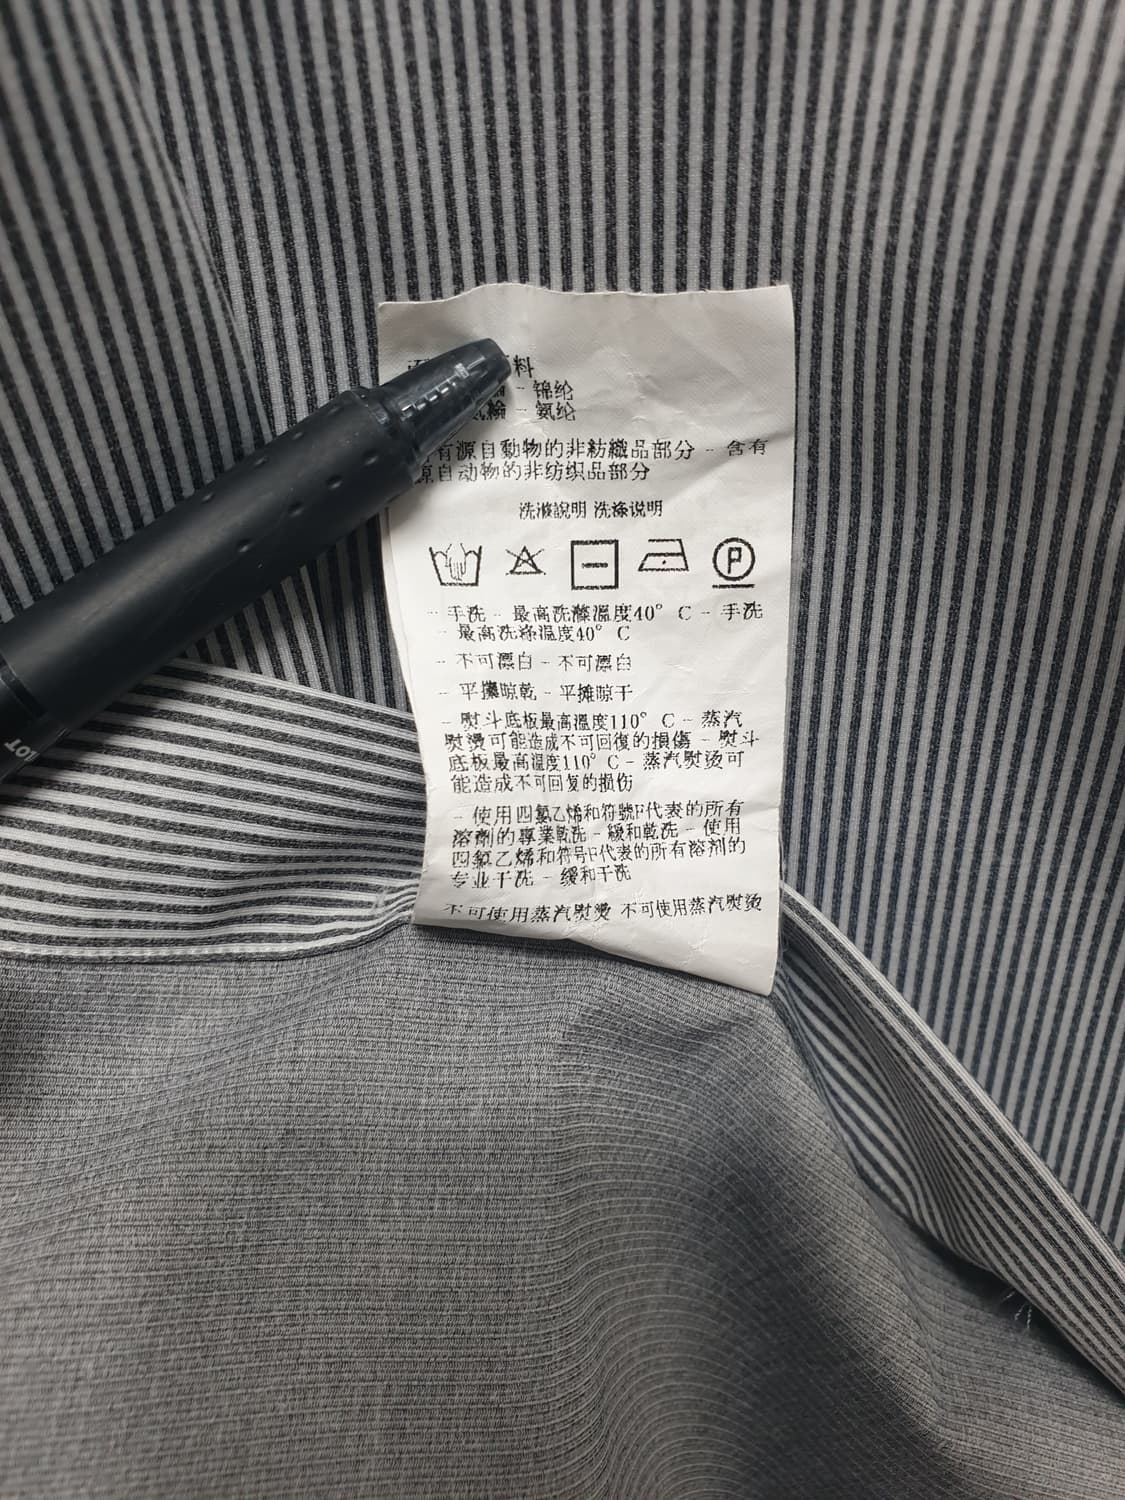 料
- 锦纶
- 氨纶
有源自動物的非紡織品部分 - 含有
原自动物的非纺织品部分
洗滌說明 洗涤说明
P
- 手洗 - 最高洗滌溫度40° C - 手洗
- 最高洗涤温度40° C
- 不可漂白 - 不可漂白
- 平攤晾乾 - 平摊晾干
- 熨斗底板最高溫度110° C - 蒸汽
熨燙可能造成不可回復的損傷 - 熨斗
底板最高温度110° C - 蒸汽熨烫可
能造成不可回复的损伤
- 使用四氯乙烯和符號F代表的所有
溶劑的專業乾洗 - 緩和乾洗 - 使用
四氯乙烯和符号F代表的所有溶剂的
专业干洗 - 缓和干洗
不可使用蒸汽熨燙 不可使用蒸汽熨烫
LOT